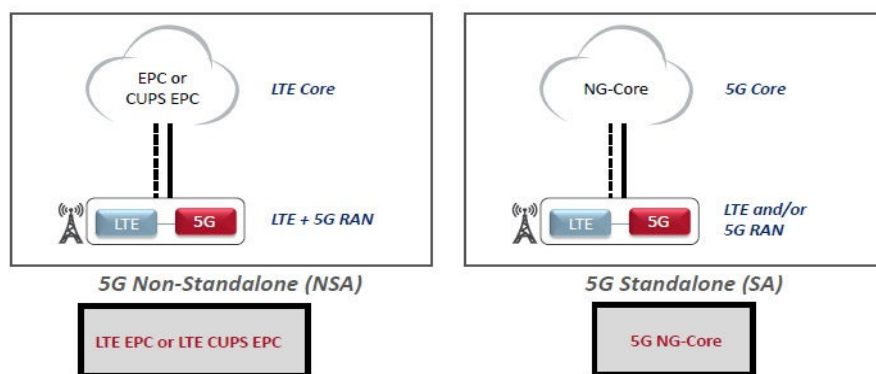 EPC or
CUPS EPC
LTE Core
LTE
5G
LTE + 5G RAN
5G Non-Standalone (NSA)
LTE EPC or LTE CUPS EPC
NG-Core
5G Core
LTE
5G
LTE and/or
5G RAN
5G Standalone (SA)
5G NG-Core